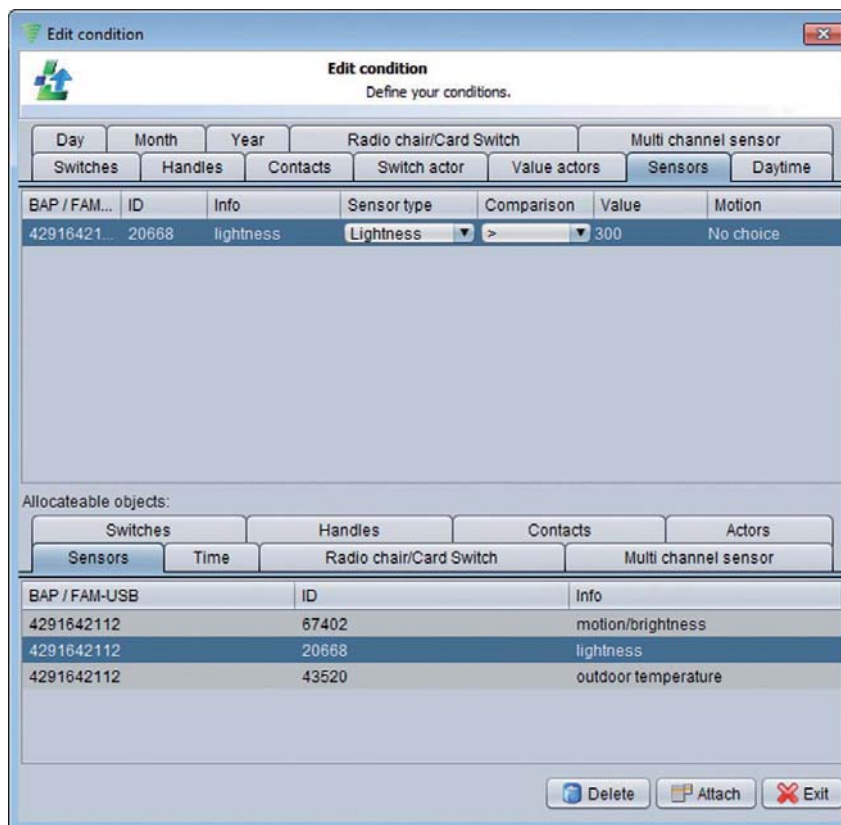 Edit condition
Edit condition
Define your conditions.
Day Month Year Radio chair/Card Switch Multi channel sensor
Switches Handles Contacts Switch actor Value actors Sensors Daytime
BAP / FAM... ID Info Sensor type Comparison Value Motion
42916421... 20668 lightness Lightness > 300 No choice
Allocateable objects:
Switches Handles Contacts Actors
Sensors Time Radio chair/Card Switch Multi channel sensor
BAP / FAM-USB ID Info
4291642112 67402 motion/brightness
4291642112 20668 lightness
4291642112 43520 outdoor temperature
Delete Attach Exit